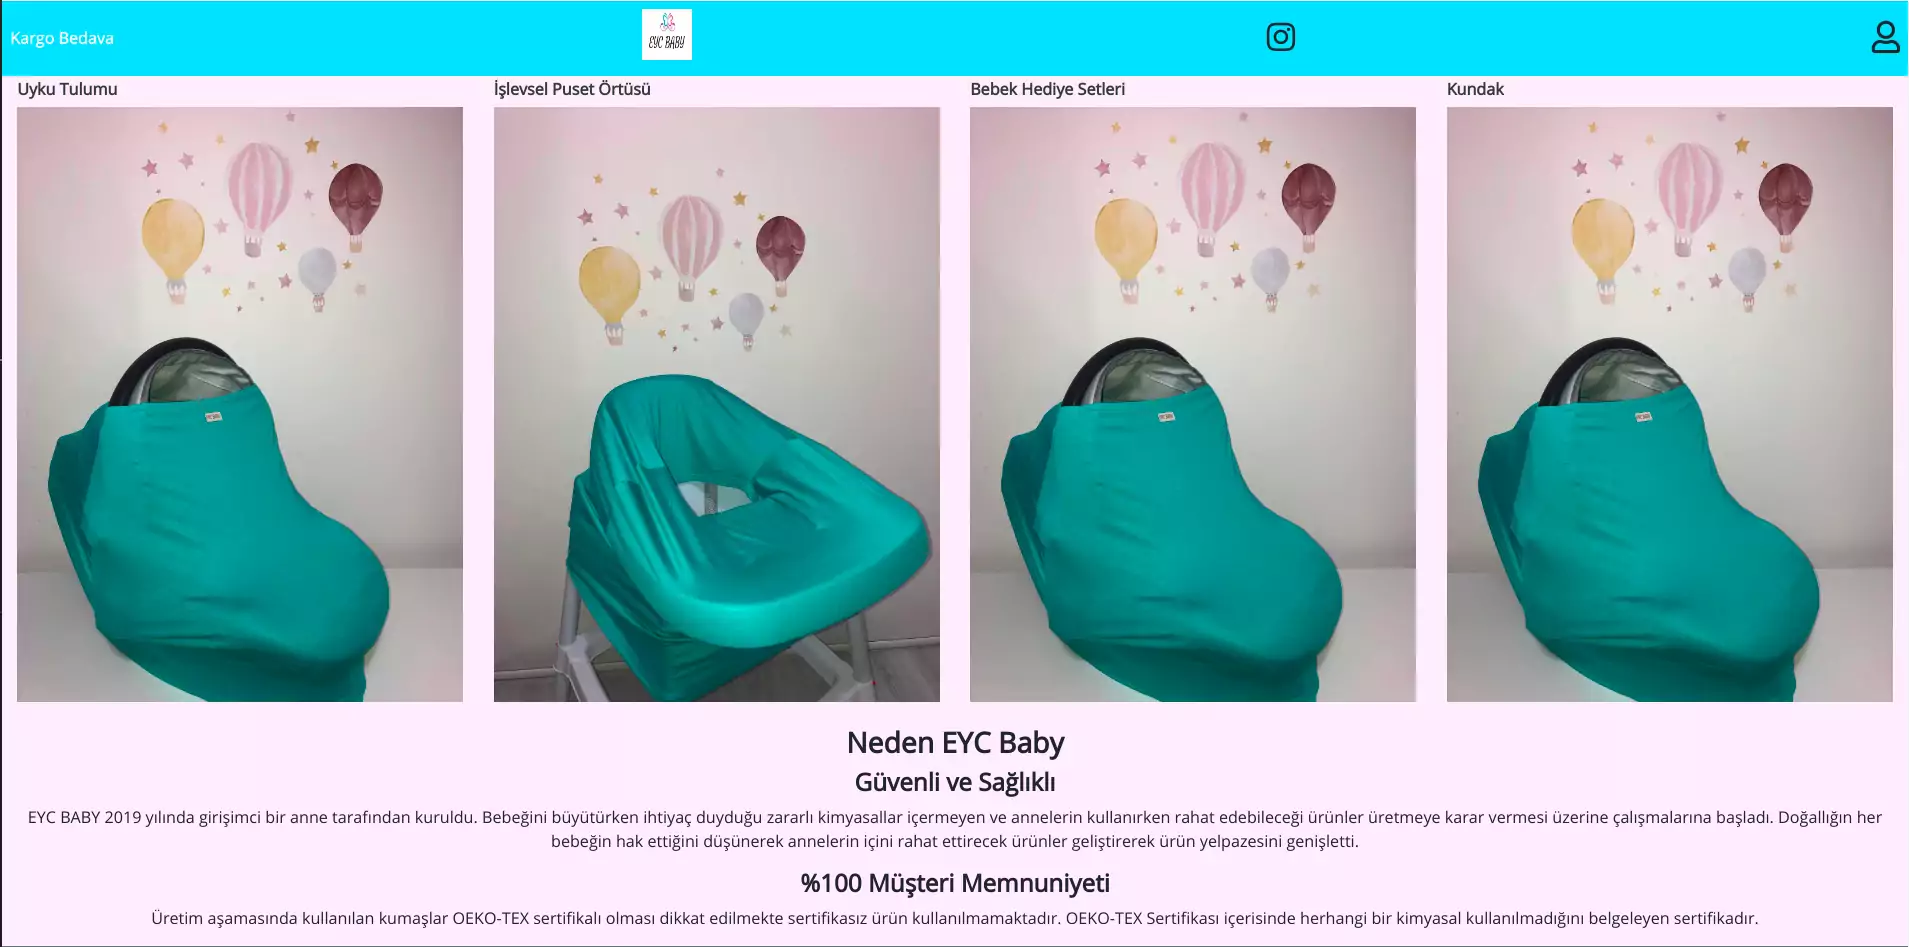 Kargo Bedava
EYC BABY
Uyku Tulumu
İşlevsel Puset Örtüsü
Bebek Hediye Setleri
Kundak
Neden EYC Baby
Güvenli ve Sağlıklı
EYC BABY 2019 yılında girişimci bir anne tarafından kuruldu. Bebeğini büyütürken ihtiyaç duyduğu zararlı kimyasallar içermeyen ve annelerin kullanırken rahat edebileceği ürünler üretmeye karar vermesi üzerine çalışmalarına başladı. Doğallığın her
bebeğin hak ettiğini düşünerek annelerin içini rahat ettirecek ürünler geliştirerek ürün yelpazesini genişletti.
%100 Müşteri Memnuniyeti
Üretim aşamasında kullanılan kumaşlar OEKO-TEX sertifikalı olması dikkat edilmekte sertifikasız ürün kullanılmamaktadır. OEKO-TEX Sertifikası içerisinde herhangi bir kimyasal kullanılmadığını belgeleyen sertifikadır.